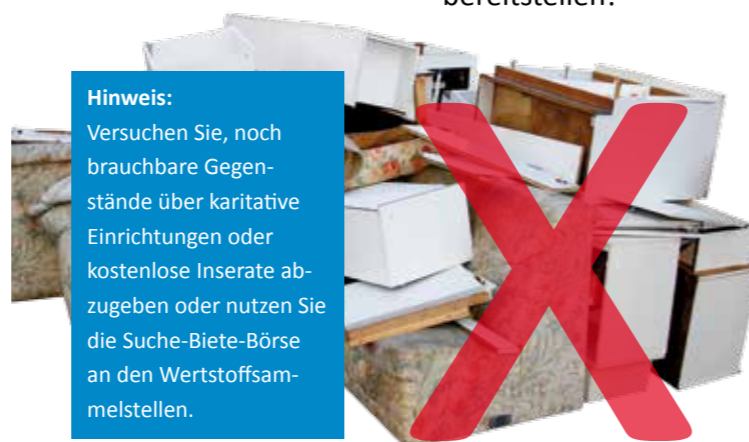 bereitstellen!
Hinweis:
Versuchen Sie, noch
brauchbare Gegen-
stände über karitative
Einrichtungen oder
kostenlose Inserate ab-
zugeben oder nutzen Sie
die Suche-Biete-Börse
an den Wertstoffsam-
melstellen.